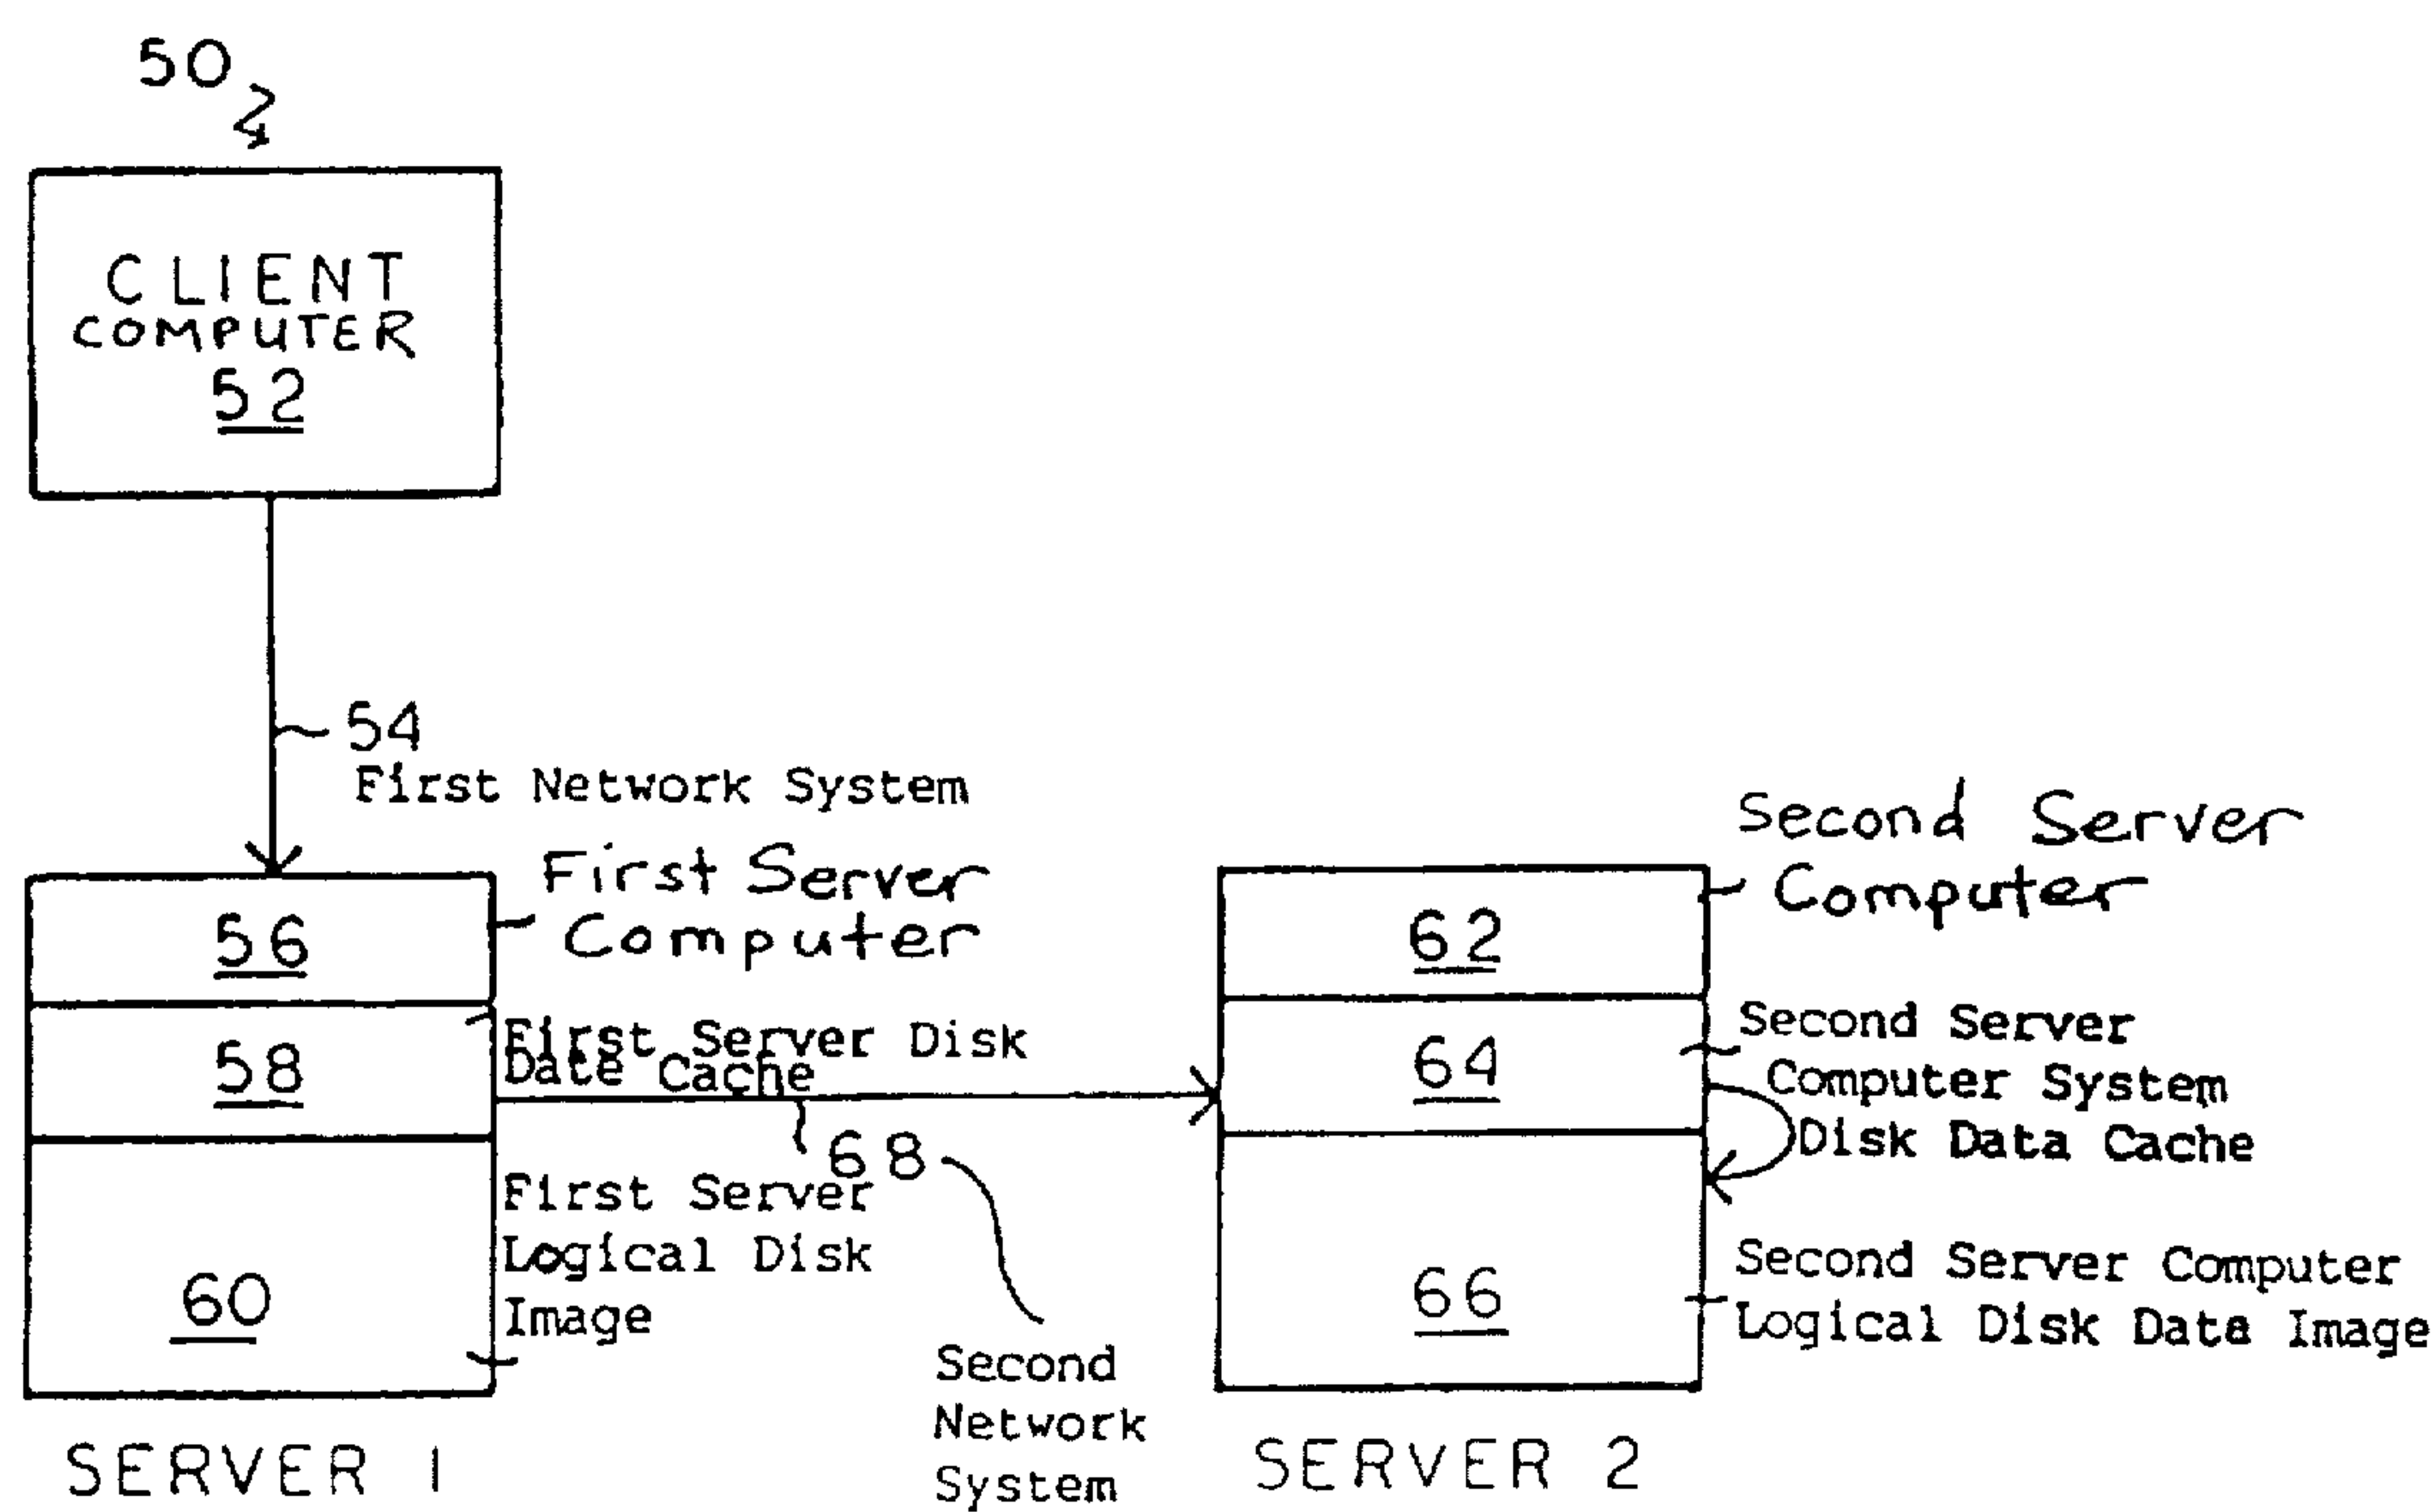 50
CLIENT
COMPUTER
52
54
First Network System
First Server
Computer
56
58
First Server Disk
Date Cache
68
60
First Server
Logical Disk
Image
Second
Network
System
SERVER 1
Second Server
Computer
62
64
Second Server
Computer System
Disk Data Cache
66
Second Server Computer
Logical Disk Data Image
SERVER 2